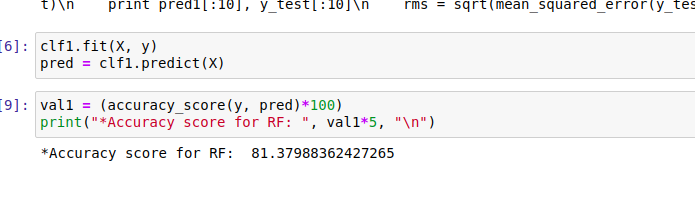 t)\n    print pred1[:10], y_test[:10]\n    rms = sqrt(mean_squared_error(y_tes
[6]: clf1.fit(X, y)
pred = clf1.predict(X)
[9]: val1 = (accuracy_score(y, pred)*100)
print("*Accuracy score for RF: ", val1*5, "\n")
*Accuracy score for RF:  81.37988362427265